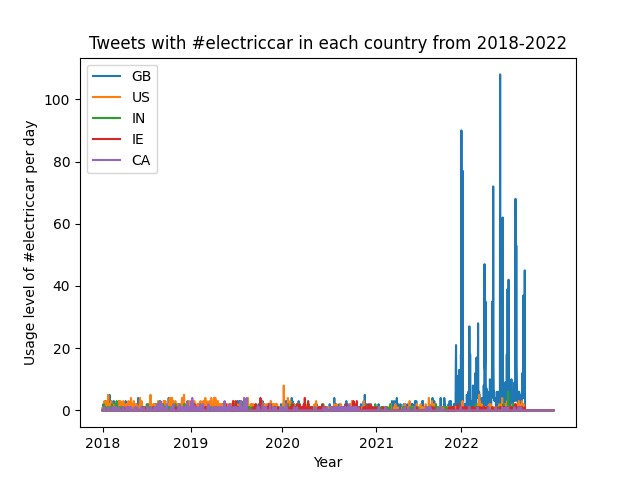 Tweets with #electriccar in each country from 2018-2022
GB
US
IN
IE
CA
Usage level of #electriccar per day
100
80
60
40
20
0
2018 2019 2020 2021 2022
Year